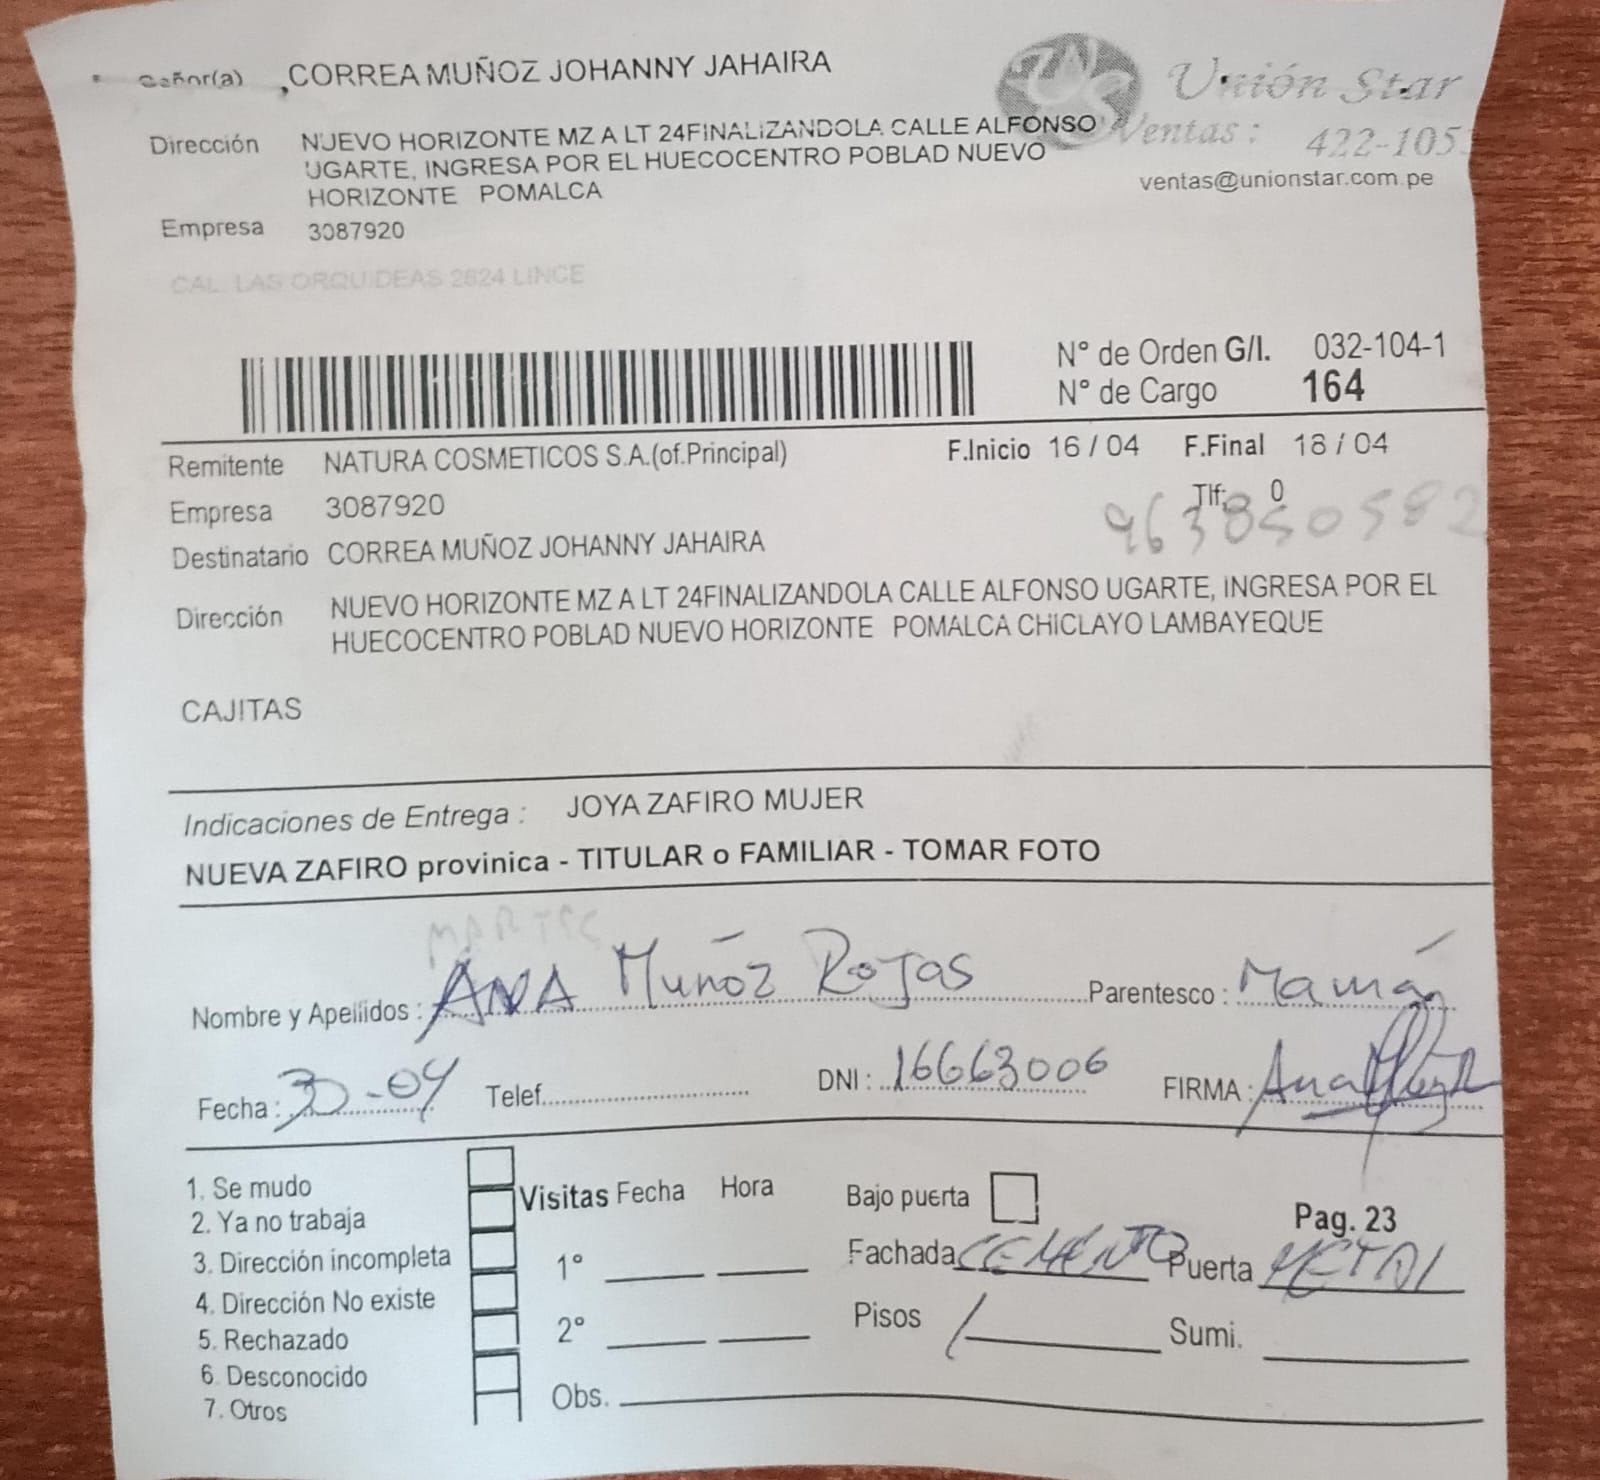 Señor(a) CORREA MUÑOZ JOHANNY JAHAIRA
Unión Star
Dirección NUEVO HORIZONTE MZ A LT 24FINALIZANDOLA CALLE ALFONSO
Ventas: 422-1053
UGARTE, INGRESA POR EL HUECOCENTRO POBLAD NUEVO
ventas@unionstar.com.pe
HORIZONTE POMALCA
Empresa 3087920
CAL. LAS ORQUIDEAS 2624 LINCE
N° de Orden G/I. 032-104-1
N° de Cargo 164
Remitente NATURA COSMETICOS S.A.(of.Principal) F.Inicio 16 / 04 F.Final 18 / 04
Empresa 3087920 Tlf: 0
963850582
Destinatario CORREA MUÑOZ JOHANNY JAHAIRA
Dirección NUEVO HORIZONTE MZ A LT 24FINALIZANDOLA CALLE ALFONSO UGARTE, INGRESA POR EL
HUECOCENTRO POBLAD NUEVO HORIZONTE POMALCA CHICLAYO LAMBAYEQUE
CAJITAS
Indicaciones de Entrega : JOYA ZAFIRO MUJER
NUEVA ZAFIRO provinica - TITULAR o FAMILIAR - TOMAR FOTO
Nombre y Apellidos : ANA Muñoz Rojas Parentesco : Mamá
Fecha : 30-04 Telef. DNI : 16663006 FIRMA :
1. Se mudo
2. Ya no trabaja
3. Dirección incompleta
4. Dirección No existe
5. Rechazado
6. Desconocido
7. Otros
Visitas Fecha Hora
1°
2°
Obs.
Bajo puerta
Pag. 23
Fachada CEMENTO Puerta METAL
Pisos 1 Sumi.